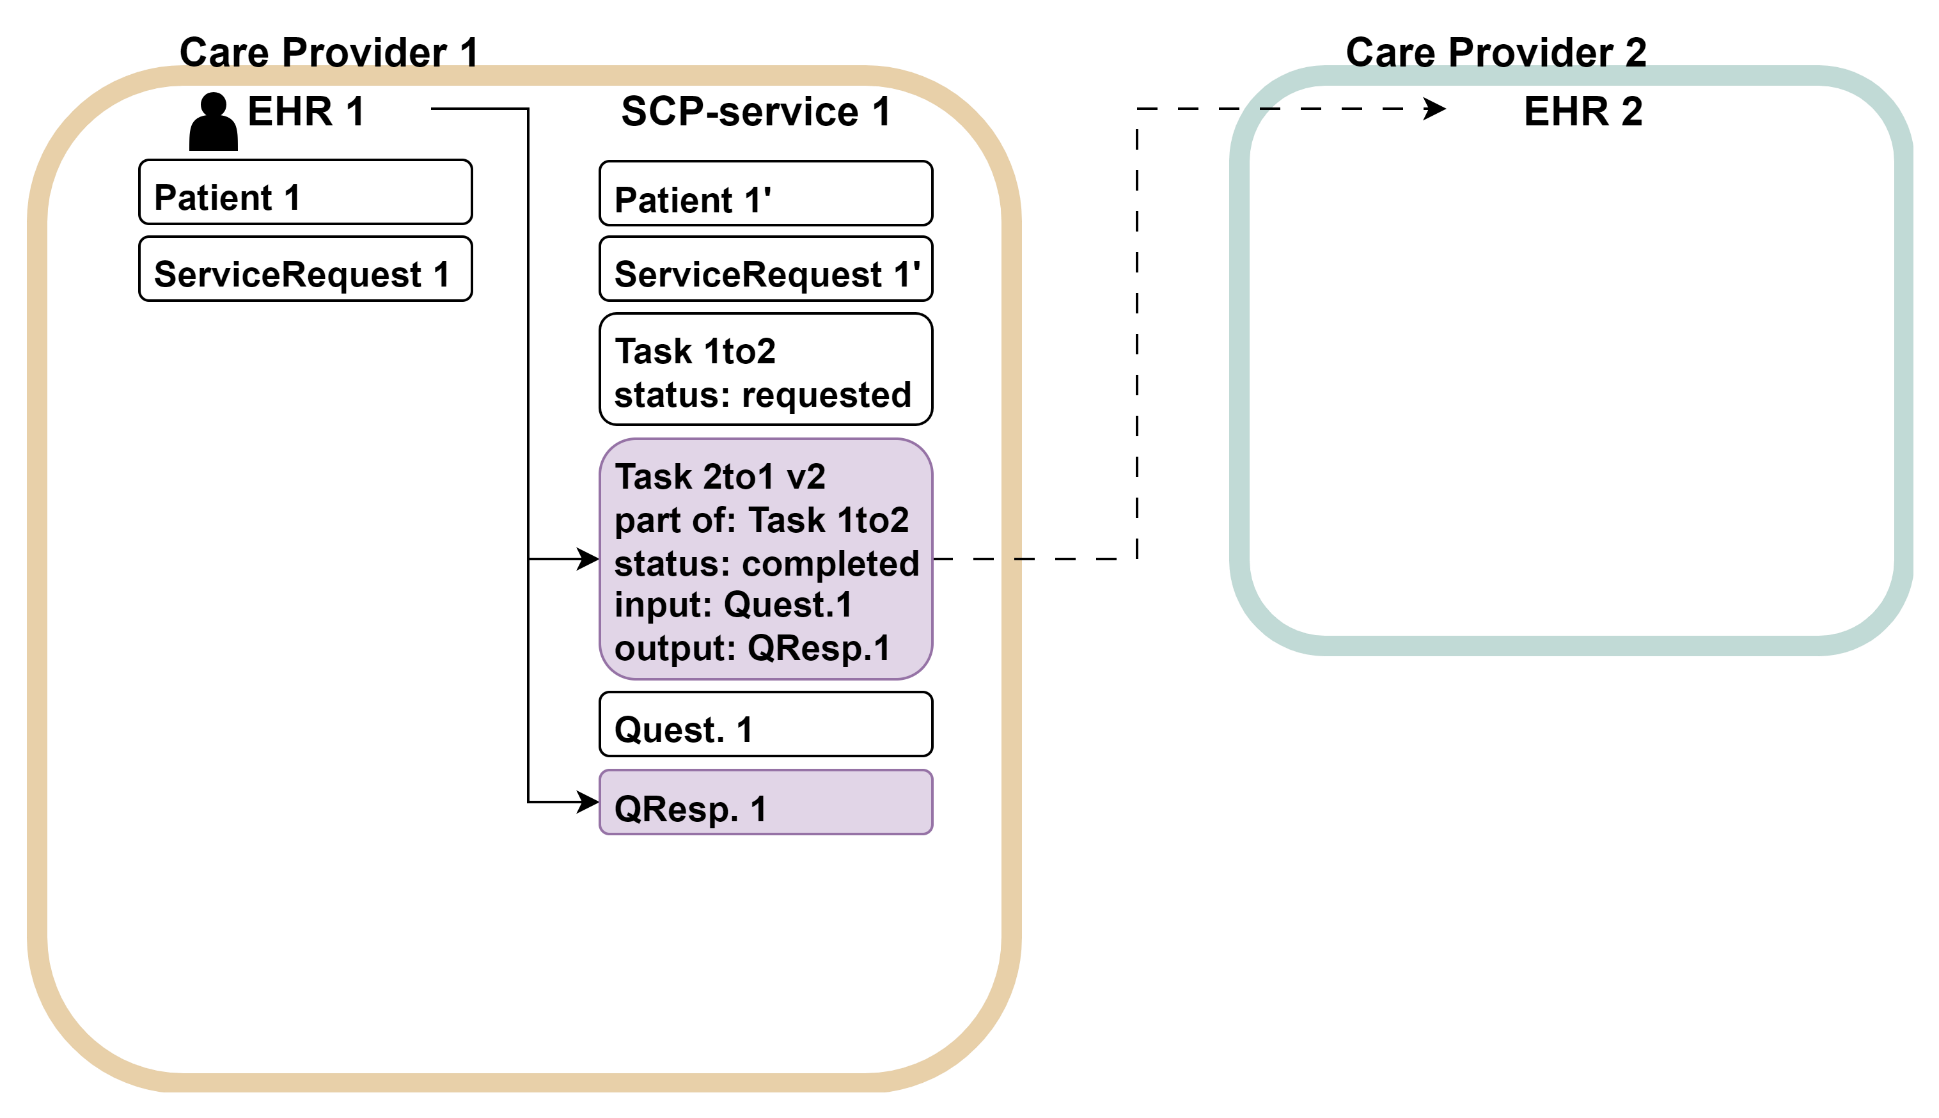 Care Provider 1
EHR 1
Patient 1
ServiceRequest 1
SCP-service 1
Patient 1'
ServiceRequest 1'
Task 1to2
status: requested
Task 2to1 v2
part of: Task 1to2
status: completed
input: Quest.1
output: QResp.1
Quest. 1
QResp. 1
Care Provider 2
EHR 2